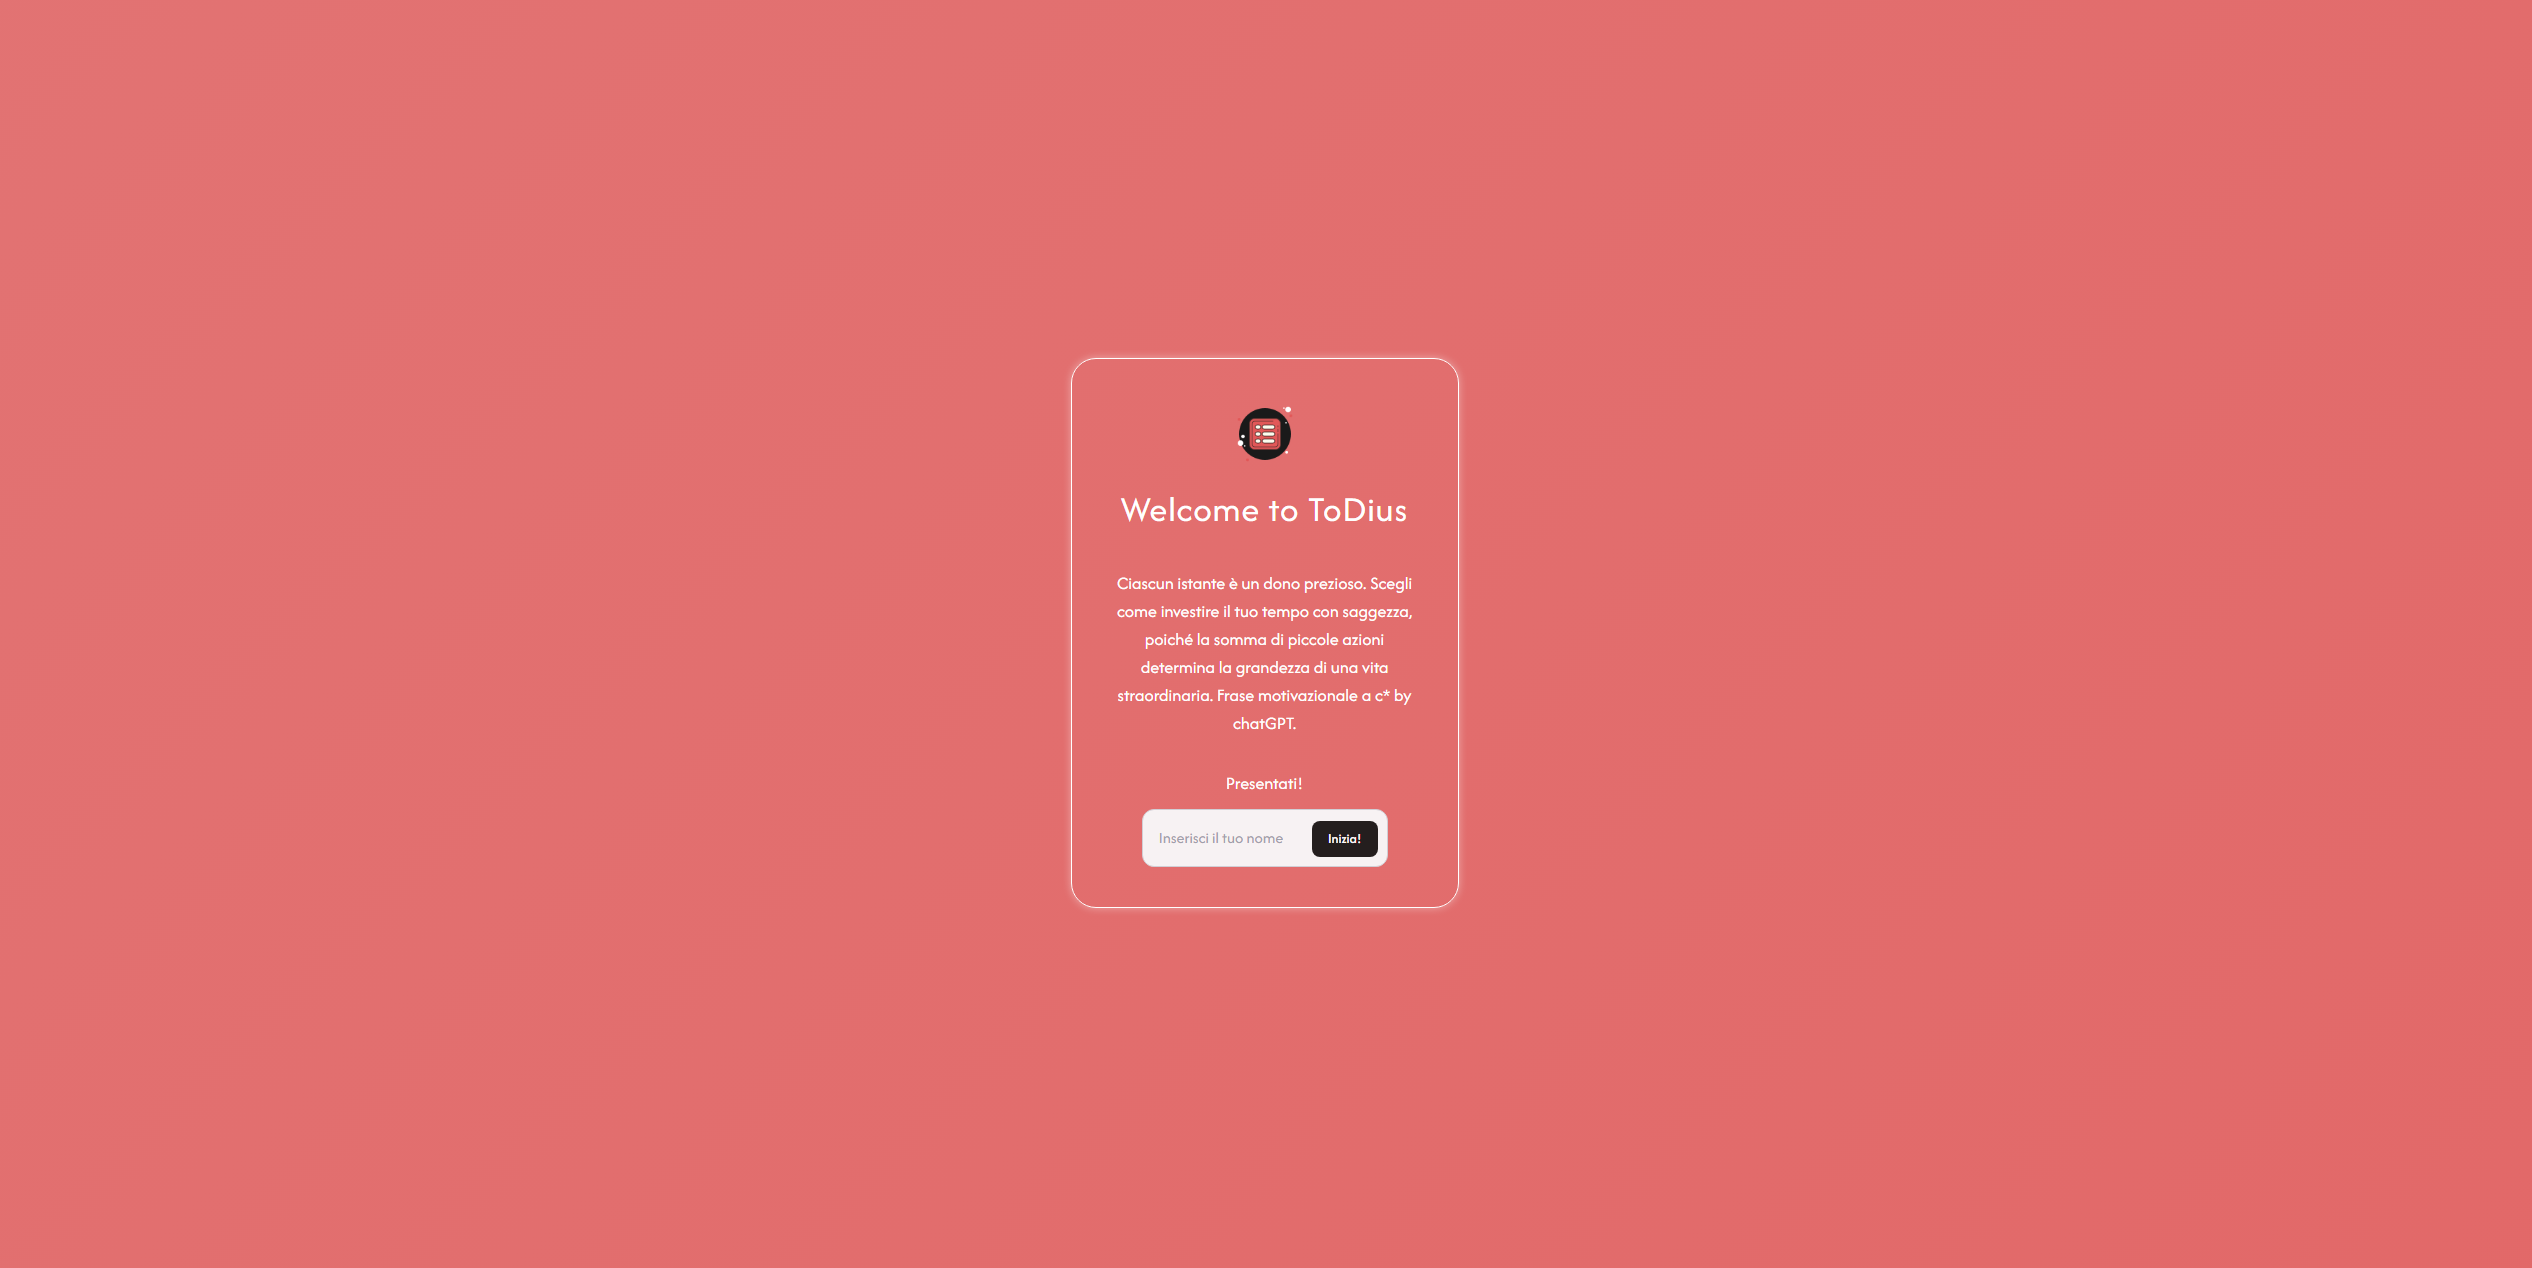 Welcome to ToDius
Ciascun istante è un dono prezioso. Scegli
come investire il tuo tempo con saggezza,
poiché la somma di piccole azioni
determina la grandezza di una vita
straordinaria. Frase motivazionale a c* by
chatGPT.
Presentati!
Inserisci il tuo nome
Inizia!